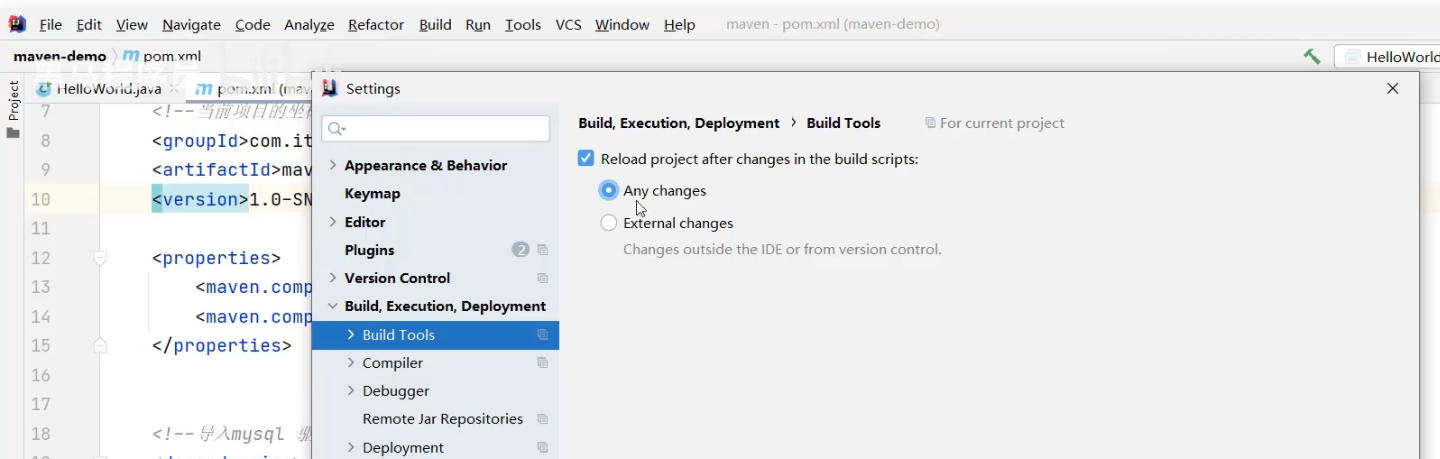 File Edit View Navigate Code Analyze Refactor Build Run Tools VCS Window Help maven - pom.xml (maven-demo)
maven-demo pom.xml HelloWorld
Project
HelloWorld.java pom.xml (mav
Settings
7 <!--当前项目的坐标
8 <groupId>com.it
9 <artifactId>mav
10 <version>1.0-SN
11
12 <properties>
13 <maven.comp
14 <maven.comp
15 </properties>
16
17
18 <!--导入mysql 驱
Appearance & Behavior
Keymap
Editor
Plugins 2
Version Control
Build, Execution, Deployment
Build Tools
Compiler
Debugger
Remote Jar Repositories
Deployment
Build, Execution, Deployment › Build Tools For current project
Reload project after changes in the build scripts:
Any changes
External changes
Changes outside the IDE or from version control.